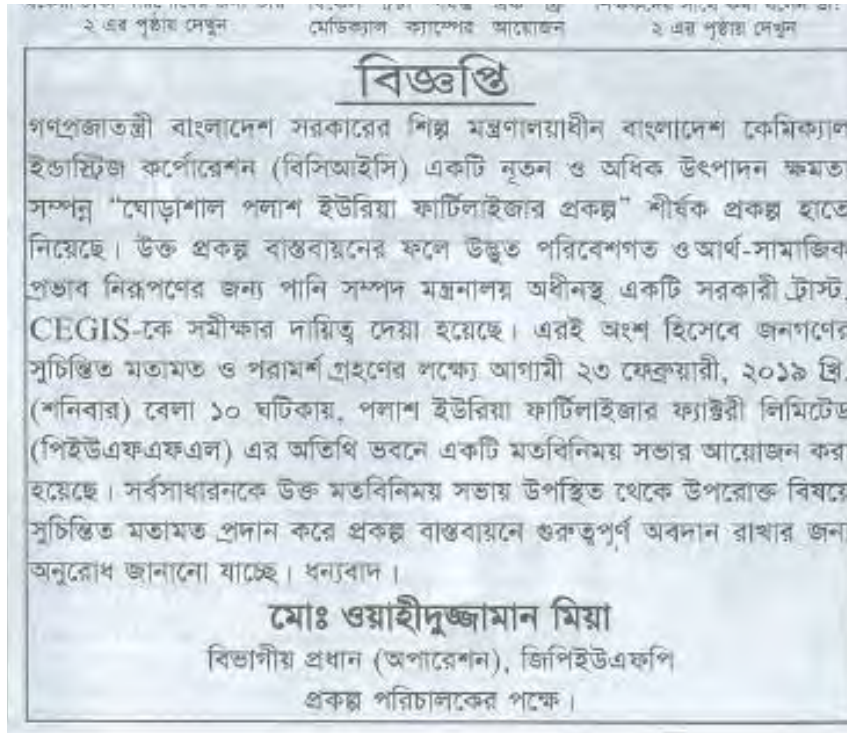 ২ এর পৃষ্ঠায় দেখুন
মেডিক্যাল ক্যাম্পের আয়োজন
২ এর পৃষ্ঠায় দেখুন
বিজ্ঞপ্তি
গণপ্রজাতন্ত্রী বাংলাদেশ সরকারের শিল্প মন্ত্রণালয়াধীন বাংলাদেশ কেমিক্যাল
ইন্ডাস্ট্রিজ কর্পোরেশন (বিসিআইসি) একটি নূতন ও অধিক উৎপাদন ক্ষমতা
সম্পন্ন “ঘোড়াশাল পলাশ ইউরিয়া ফার্টিলাইজার প্রকল্প” শীর্ষক প্রকল্প হাতে
নিয়েছে। উক্ত প্রকল্প বাস্তবায়নের ফলে উদ্ভুত পরিবেশগত ও আর্থ-সামাজিক
প্রভাব নিরূপণের জন্য পানি সম্পদ মন্ত্রনালয় অধীনস্থ একটি সরকারী ট্রাস্ট,
CEGIS-কে সমীক্ষার দায়িত্ব দেয়া হয়েছে। এরই অংশ হিসেবে জনগণের
সুচিন্তিত মতামত ও পরামর্শ গ্রহণের লক্ষ্যে আগামী ২৩ ফেব্রুয়ারী, ২০১৯ খ্রি.
(শনিবার) বেলা ১০ ঘটিকায়, পলাশ ইউরিয়া ফার্টিলাইজার ফ্যাক্টরী লিমিটেড
(পিইউএফএফএল) এর অতিথি ভবনে একটি মতবিনিময় সভার আয়োজন করা
হয়েছে। সর্বসাধারনকে উক্ত মতবিনিময় সভায় উপস্থিত থেকে উপরোক্ত বিষয়ে
সুচিন্তিত মতামত প্রদান করে প্রকল্প বাস্তবায়নে গুরুত্বপূর্ণ অবদান রাখার জন্য
অনুরোধ জানানো যাচ্ছে। ধন্যবাদ।
মোঃ ওয়াহীদুজ্জামান মিয়া
বিভাগীয় প্রধান (অপারেশন), জিপিইউএফপি
প্রকল্প পরিচালকের পক্ষে।